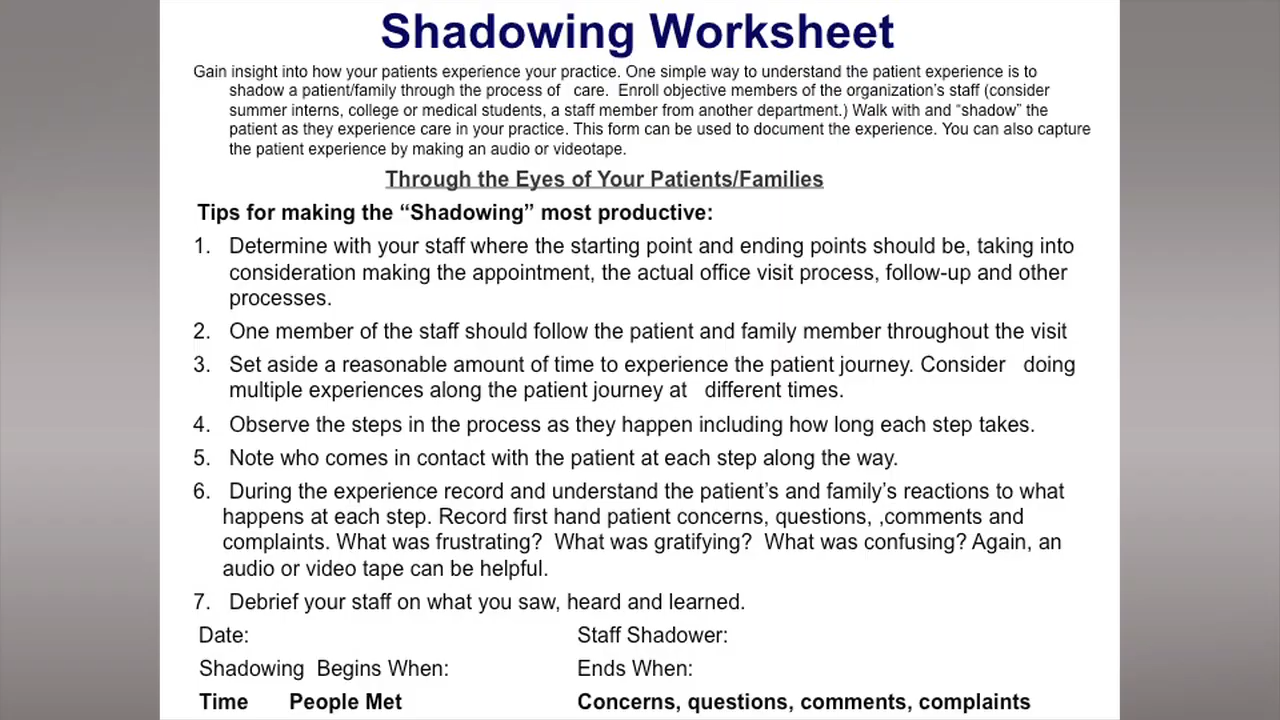 Shadowing Worksheet
Gain insight into how your patients experience your practice. One simple way to understand the patient experience is to
shadow a patient/family through the process of care. Enroll objective members of the organization’s staff (consider
summer interns, college or medical students, a staff member from another department.) Walk with and “shadow” the
patient as they experience care in your practice. This form can be used to document the experience. You can also capture
the patient experience by making an audio or videotape.
Through the Eyes of Your Patients/Families
Tips for making the “Shadowing” most productive:
1. Determine with your staff where the starting point and ending points should be, taking into
consideration making the appointment, the actual office visit process, follow-up and other
processes.
2. One member of the staff should follow the patient and family member throughout the visit
3. Set aside a reasonable amount of time to experience the patient journey. Consider doing
multiple experiences along the patient journey at different times.
4. Observe the steps in the process as they happen including how long each step takes.
5. Note who comes in contact with the patient at each step along the way.
6. During the experience record and understand the patient’s and family’s reactions to what
happens at each step. Record first hand patient concerns, questions, ,comments and
complaints. What was frustrating? What was gratifying? What was confusing? Again, an
audio or video tape can be helpful.
7. Debrief your staff on what you saw, heard and learned.
Date: Staff Shadower:
Shadowing Begins When: Ends When:
Time People Met Concerns, questions, comments, complaints